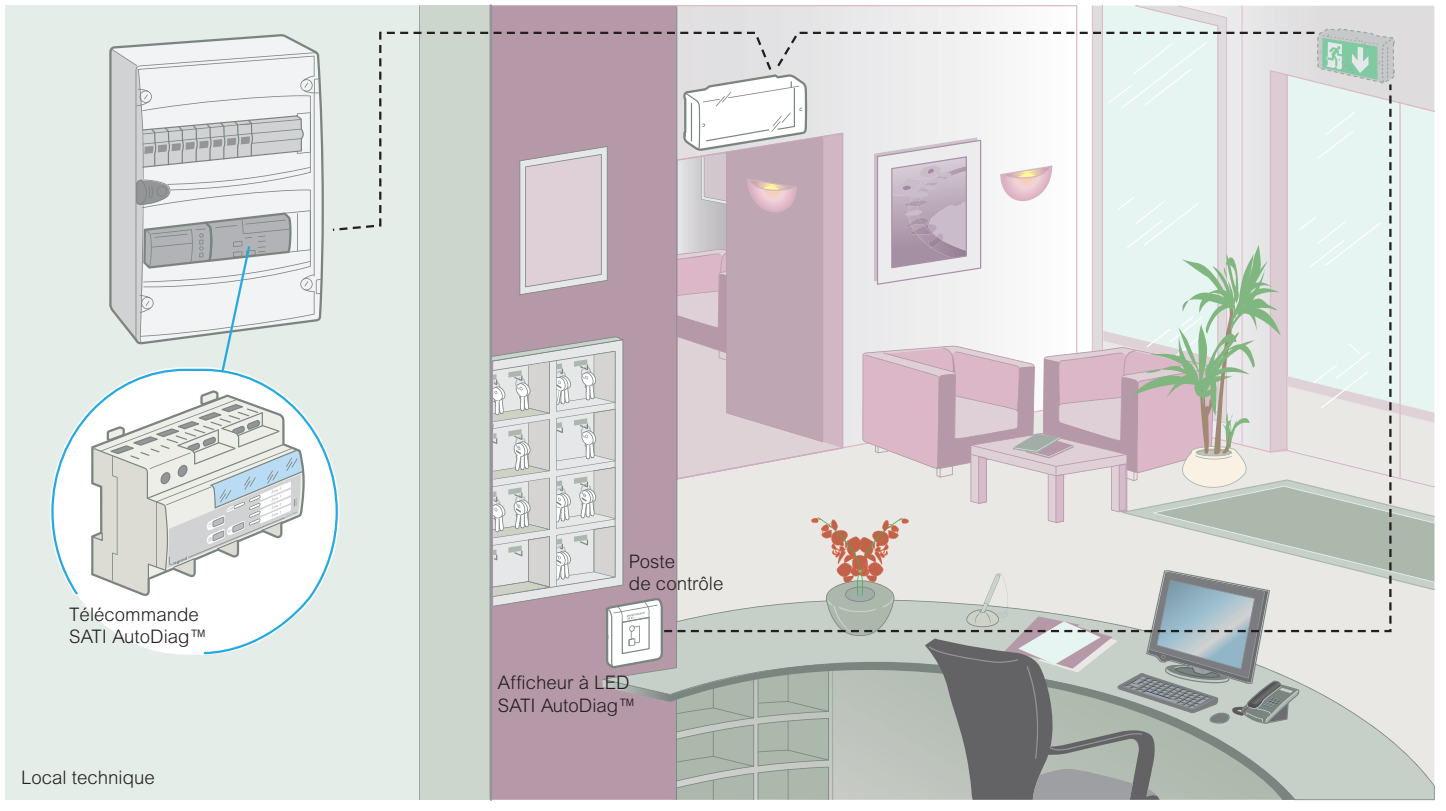 Télécommande
SATI AutoDiag™
Poste
de contrôle
Afficheur à LED
SATI AutoDiag™
Local technique